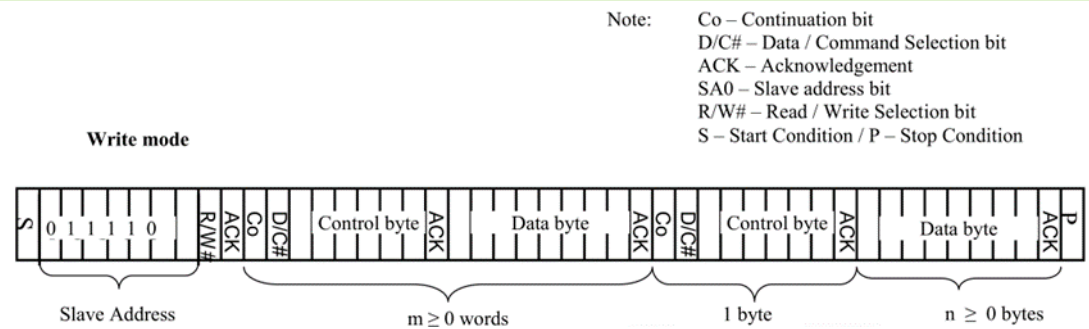 Note: Co – Continuation bit
D/C# – Data / Command Selection bit
ACK – Acknowledgement
SA0 – Slave address bit
R/W# – Read / Write Selection bit
S – Start Condition / P – Stop Condition
Write mode
S 0 1 1 1 1 0 R/W# ACK Co D/C# Control byte ACK Data byte ACK Co D/C# Control byte ACK Data byte ACK P
Slave Address m ≥ 0 words 1 byte n ≥ 0 bytes